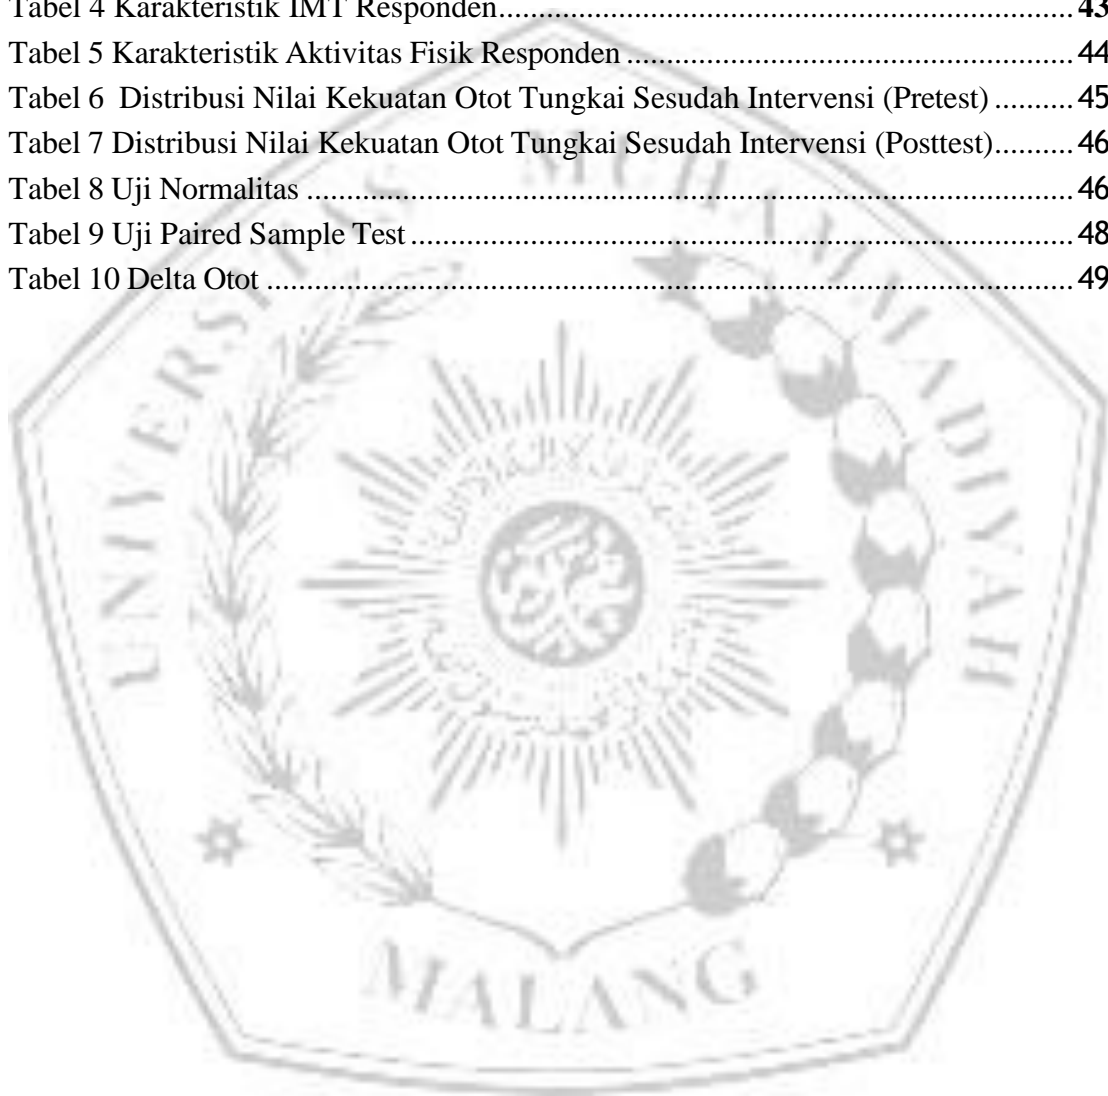 Tabel 4 Karakteristik IMT Responden........................................................................ 43
Tabel 5 Karakteristik Aktivitas Fisik Responden ........................................................ 44
Tabel 6  Distribusi Nilai Kekuatan Otot Tungkai Sesudah Intervensi (Pretest) .......... 45
Tabel 7 Distribusi Nilai Kekuatan Otot Tungkai Sesudah Intervensi (Posttest).......... 46
Tabel 8 Uji Normalitas ................................................................................................ 46
Tabel 9 Uji Paired Sample Test ................................................................................... 48
Tabel 10 Delta Otot ..................................................................................................... 49
UNIVERSITAS MUHAMMADIYAH
MALANG